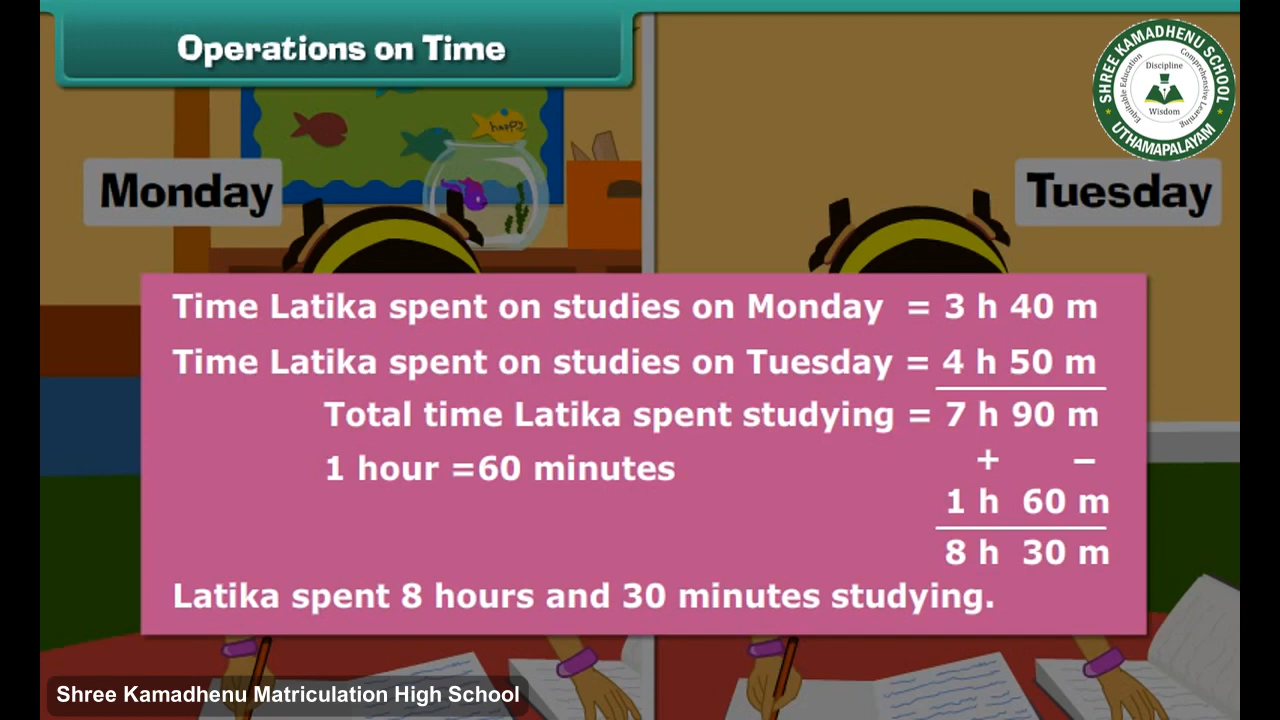 Operations on Time
SHREE KAMADHENU SCHOOL
Equitable Education
Discipline
Comprehensive Learning
Wisdom
UTHAMAPALAYAM
happy
Monday
Tuesday
Time Latika spent on studies on Monday = 3 h 40 m
Time Latika spent on studies on Tuesday = 4 h 50 m
Total time Latika spent studying = 7 h 90 m
+ −
1 hour =60 minutes
1 h 60 m
8 h 30 m
Latika spent 8 hours and 30 minutes studying.
Shree Kamadhenu Matriculation High School